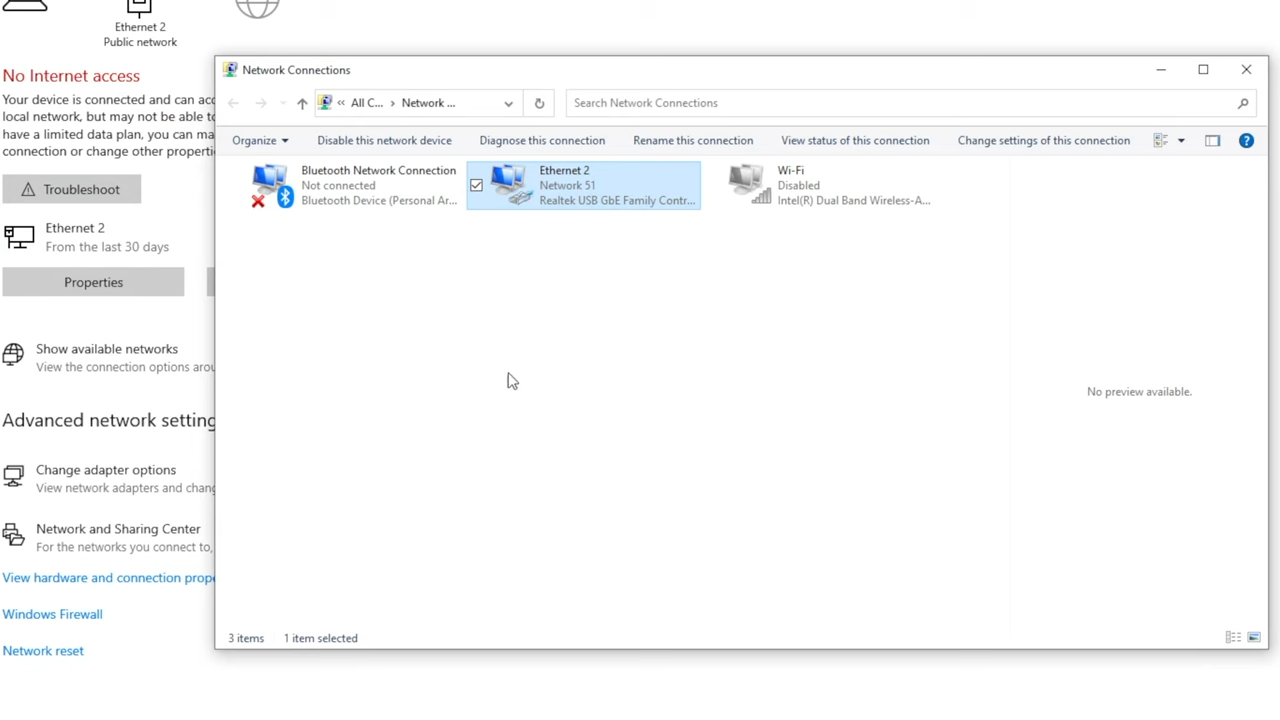 Ethernet 2
Public network
No Internet access
Your device is connected and can acc
local network, but may not be able to
have a limited data plan, you can ma
connection or change other properti
Troubleshoot
Ethernet 2
From the last 30 days
Properties
Show available networks
View the connection options arou
Advanced network setting
Change adapter options
View network adapters and chang
Network and Sharing Center
For the networks you connect to,
View hardware and connection prope
Windows Firewall
Network reset
Network Connections
« All C... › Network ...
Search Network Connections
Organize
Disable this network device
Diagnose this connection
Rename this connection
View status of this connection
Change settings of this connection
Bluetooth Network Connection
Not connected
Bluetooth Device (Personal Ar...
Ethernet 2
Network 51
Realtek USB GbE Family Contr...
Wi-Fi
Disabled
Intel(R) Dual Band Wireless-A...
No preview available.
3 items
1 item selected